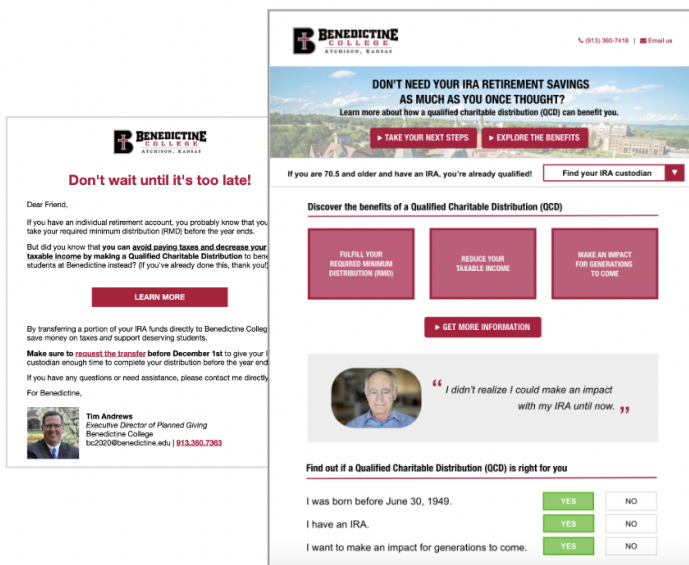 BENEDICTINE
COLLEGE
ATCHISON, KANSAS
Don't wait until it's too late!
Dear Friend,
If you have an individual retirement account, you probably know that you
take your required minimum distribution (RMD) before the year ends.
But did you know that you can avoid paying taxes and decrease your
taxable income by making a Qualified Charitable Distribution to bene
students at Benedictine instead? (If you've already done this, thank you!)
LEARN MORE
By transferring a portion of your IRA funds directly to Benedictine Colleg
save money on taxes and support deserving students.
Make sure to request the transfer before December 1st to give your I
custodian enough time to complete your distribution before the year end
If you have any questions or need assistance, please contact me directly
For Benedictine,
Tim Andrews
Executive Director of Planned Giving
Benedictine College
bc2020@benedictine.edu | 913.360.7363
BENEDICTINE
COLLEGE
ATCHISON, KANSAS
(913) 360-7418 | Email us
DON'T NEED YOUR IRA RETIREMENT SAVINGS
AS MUCH AS YOU ONCE THOUGHT?
Learn more about how a qualified charitable distribution (QCD) can benefit you.
TAKE YOUR NEXT STEPS
EXPLORE THE BENEFITS
If you are 70.5 and older and have an IRA, you're already qualified!
Find your IRA custodian
Discover the benefits of a Qualified Charitable Distribution (QCD)
FULFILL YOUR
REQUIRED MINIMUM
DISTRIBUTION (RMD)
REDUCE YOUR
TAXABLE INCOME
MAKE AN IMPACT
FOR GENERATIONS
TO COME
GET MORE INFORMATION
“ I didn't realize I could make an impact
with my IRA until now. ”
Find out if a Qualified Charitable Distribution (QCD) is right for you
I was born before June 30, 1949. YES NO
I have an IRA. YES NO
I want to make an impact for generations to come. YES NO